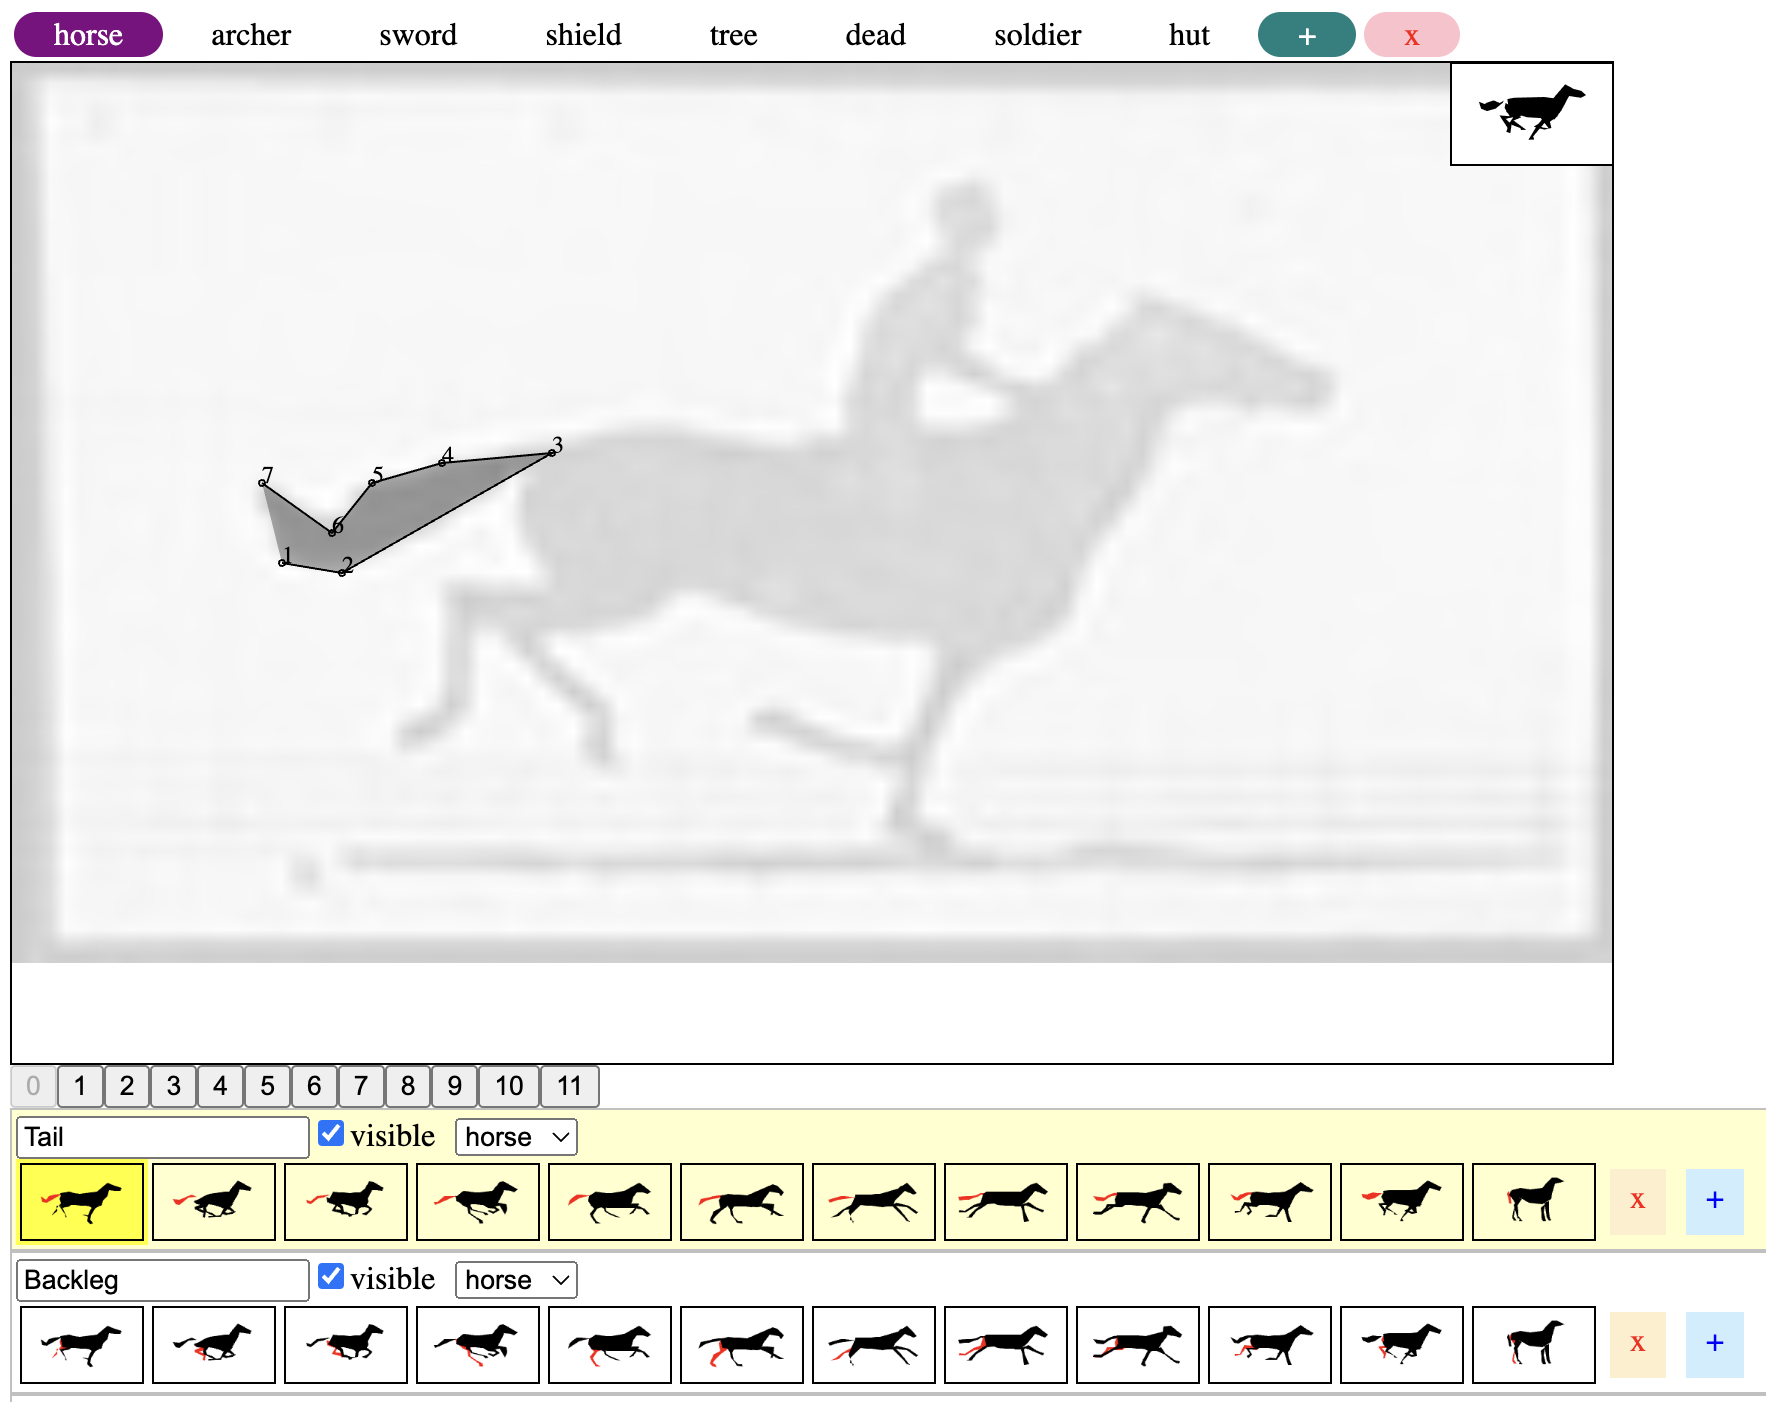 horse archer sword shield tree dead soldier hut + x
3
4
7 5
6
1 2
0 1 2 3 4 5 6 7 8 9 10 11
Tail visible horse
x +
Backleg visible horse
x +